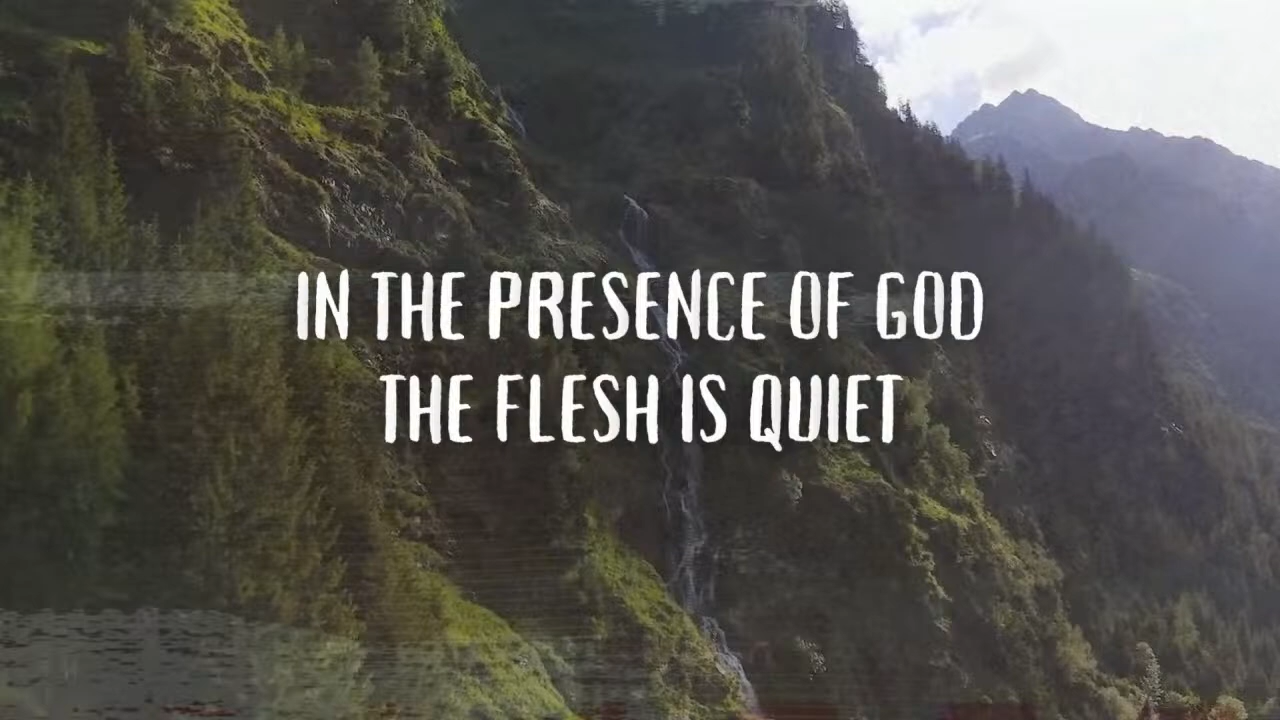 IN THE PRESENCE OF GOD
THE FLESH IS QUIET